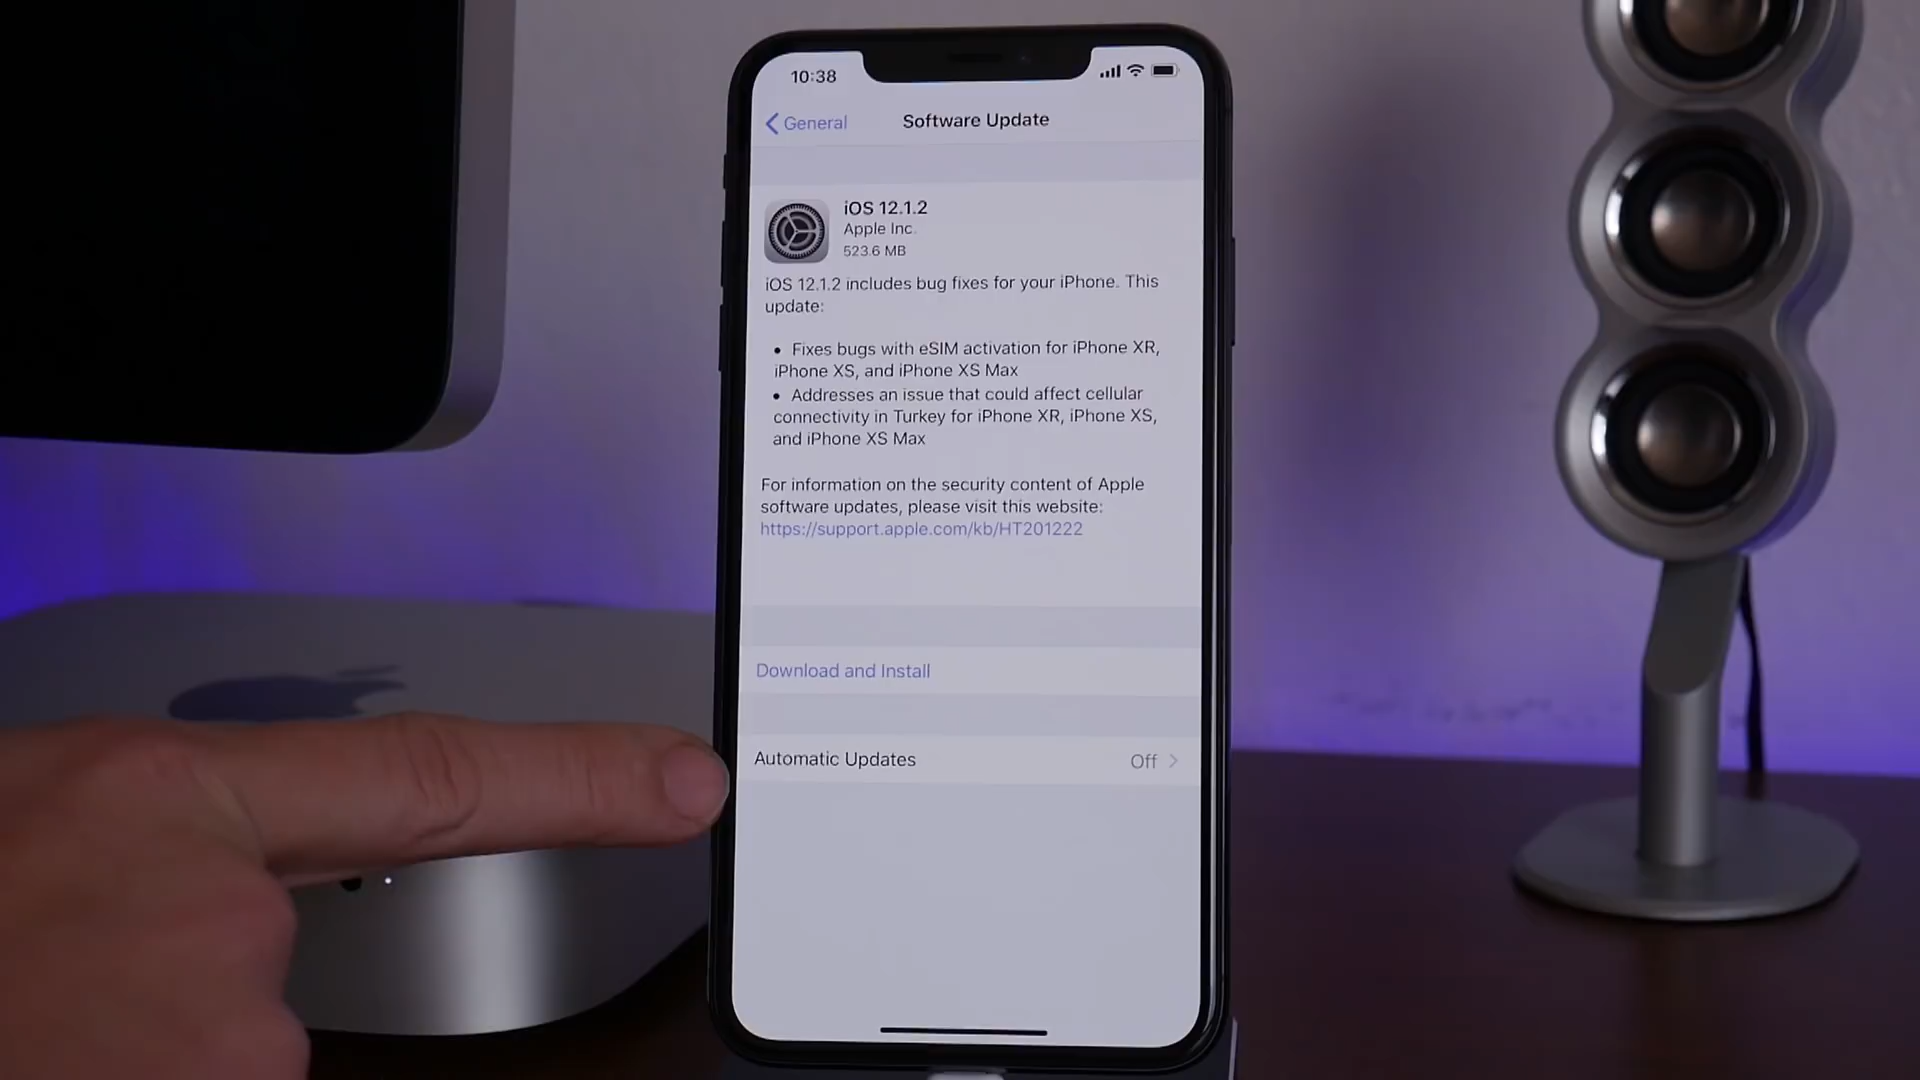 10:38
General
Software Update
iOS 12.1.2
Apple Inc.
523.6 MB
iOS 12.1.2 includes bug fixes for your iPhone. This
update:
• Fixes bugs with eSIM activation for iPhone XR,
iPhone XS, and iPhone XS Max
• Addresses an issue that could affect cellular
connectivity in Turkey for iPhone XR, iPhone XS,
and iPhone XS Max
For information on the security content of Apple
software updates, please visit this website:
https://support.apple.com/kb/HT201222
Download and Install
Automatic Updates Off